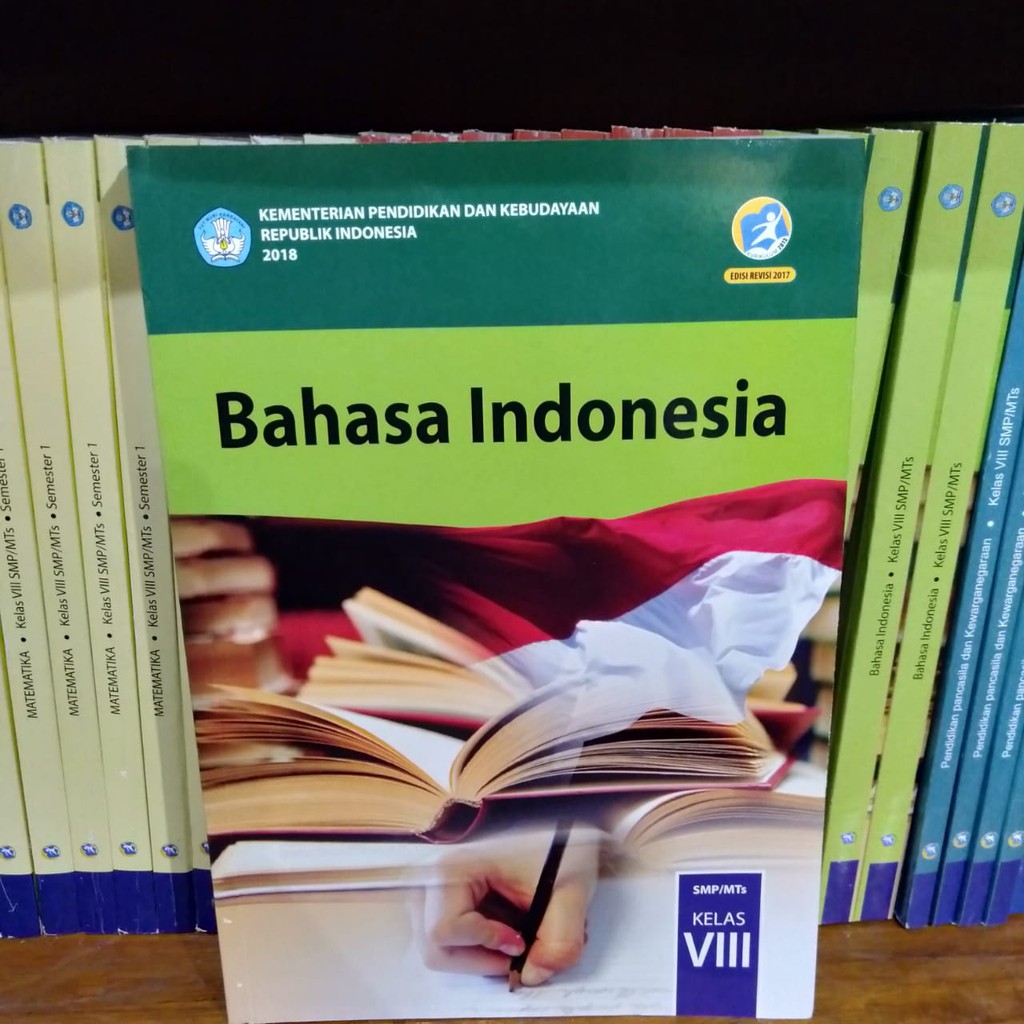 KEMENTERIAN PENDIDIKAN DAN KEBUDAYAAN
REPUBLIK INDONESIA
2018
EDISI REVISI 2017
Bahasa Indonesia
SMP/MTs
KELAS
VIII
MATEMATIKA • Kelas VIII SMP/MTs • Semester 1
MATEMATIKA • Kelas VIII SMP/MTs • Semester 1
MATEMATIKA • Kelas VIII SMP/MTs • Semester 1
MATEMATIKA • Kelas VIII SMP/MTs • Semester 1
Bahasa Indonesia • Kelas VIII SMP/MTs
Bahasa Indonesia • Kelas VIII SMP/MTs
Pendidikan pancasila dan Kewarganegaraan • Kelas VIII SMP/MTs
Pendidikan pancasila dan Kewarganegaraan
Pendidikan